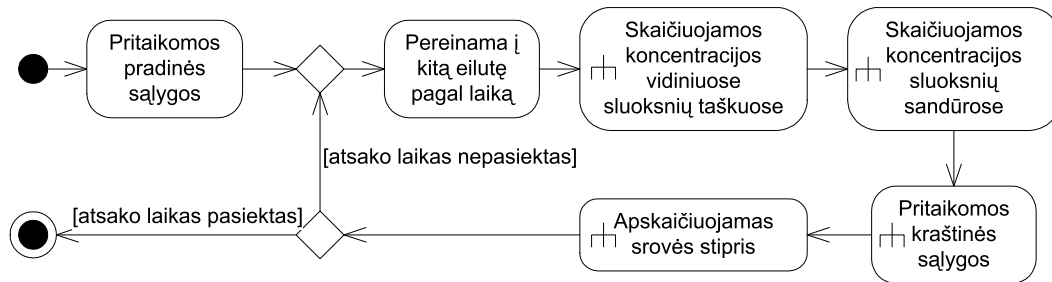 Pritaikomos
pradinės
sąlygos
Pereinama į
kitą eilutę
pagal laiką
Skaičiuojamos
koncentracijos
vidiniuose
sluoksnių taškuose
Skaičiuojamos
koncentracijos
sluoksnių
sandūrose
[atsako laikas nepasiektas]
[atsako laikas pasiektas]
Apskaičiuojamas
srovės stipris
Pritaikomos
kraštinės
sąlygos